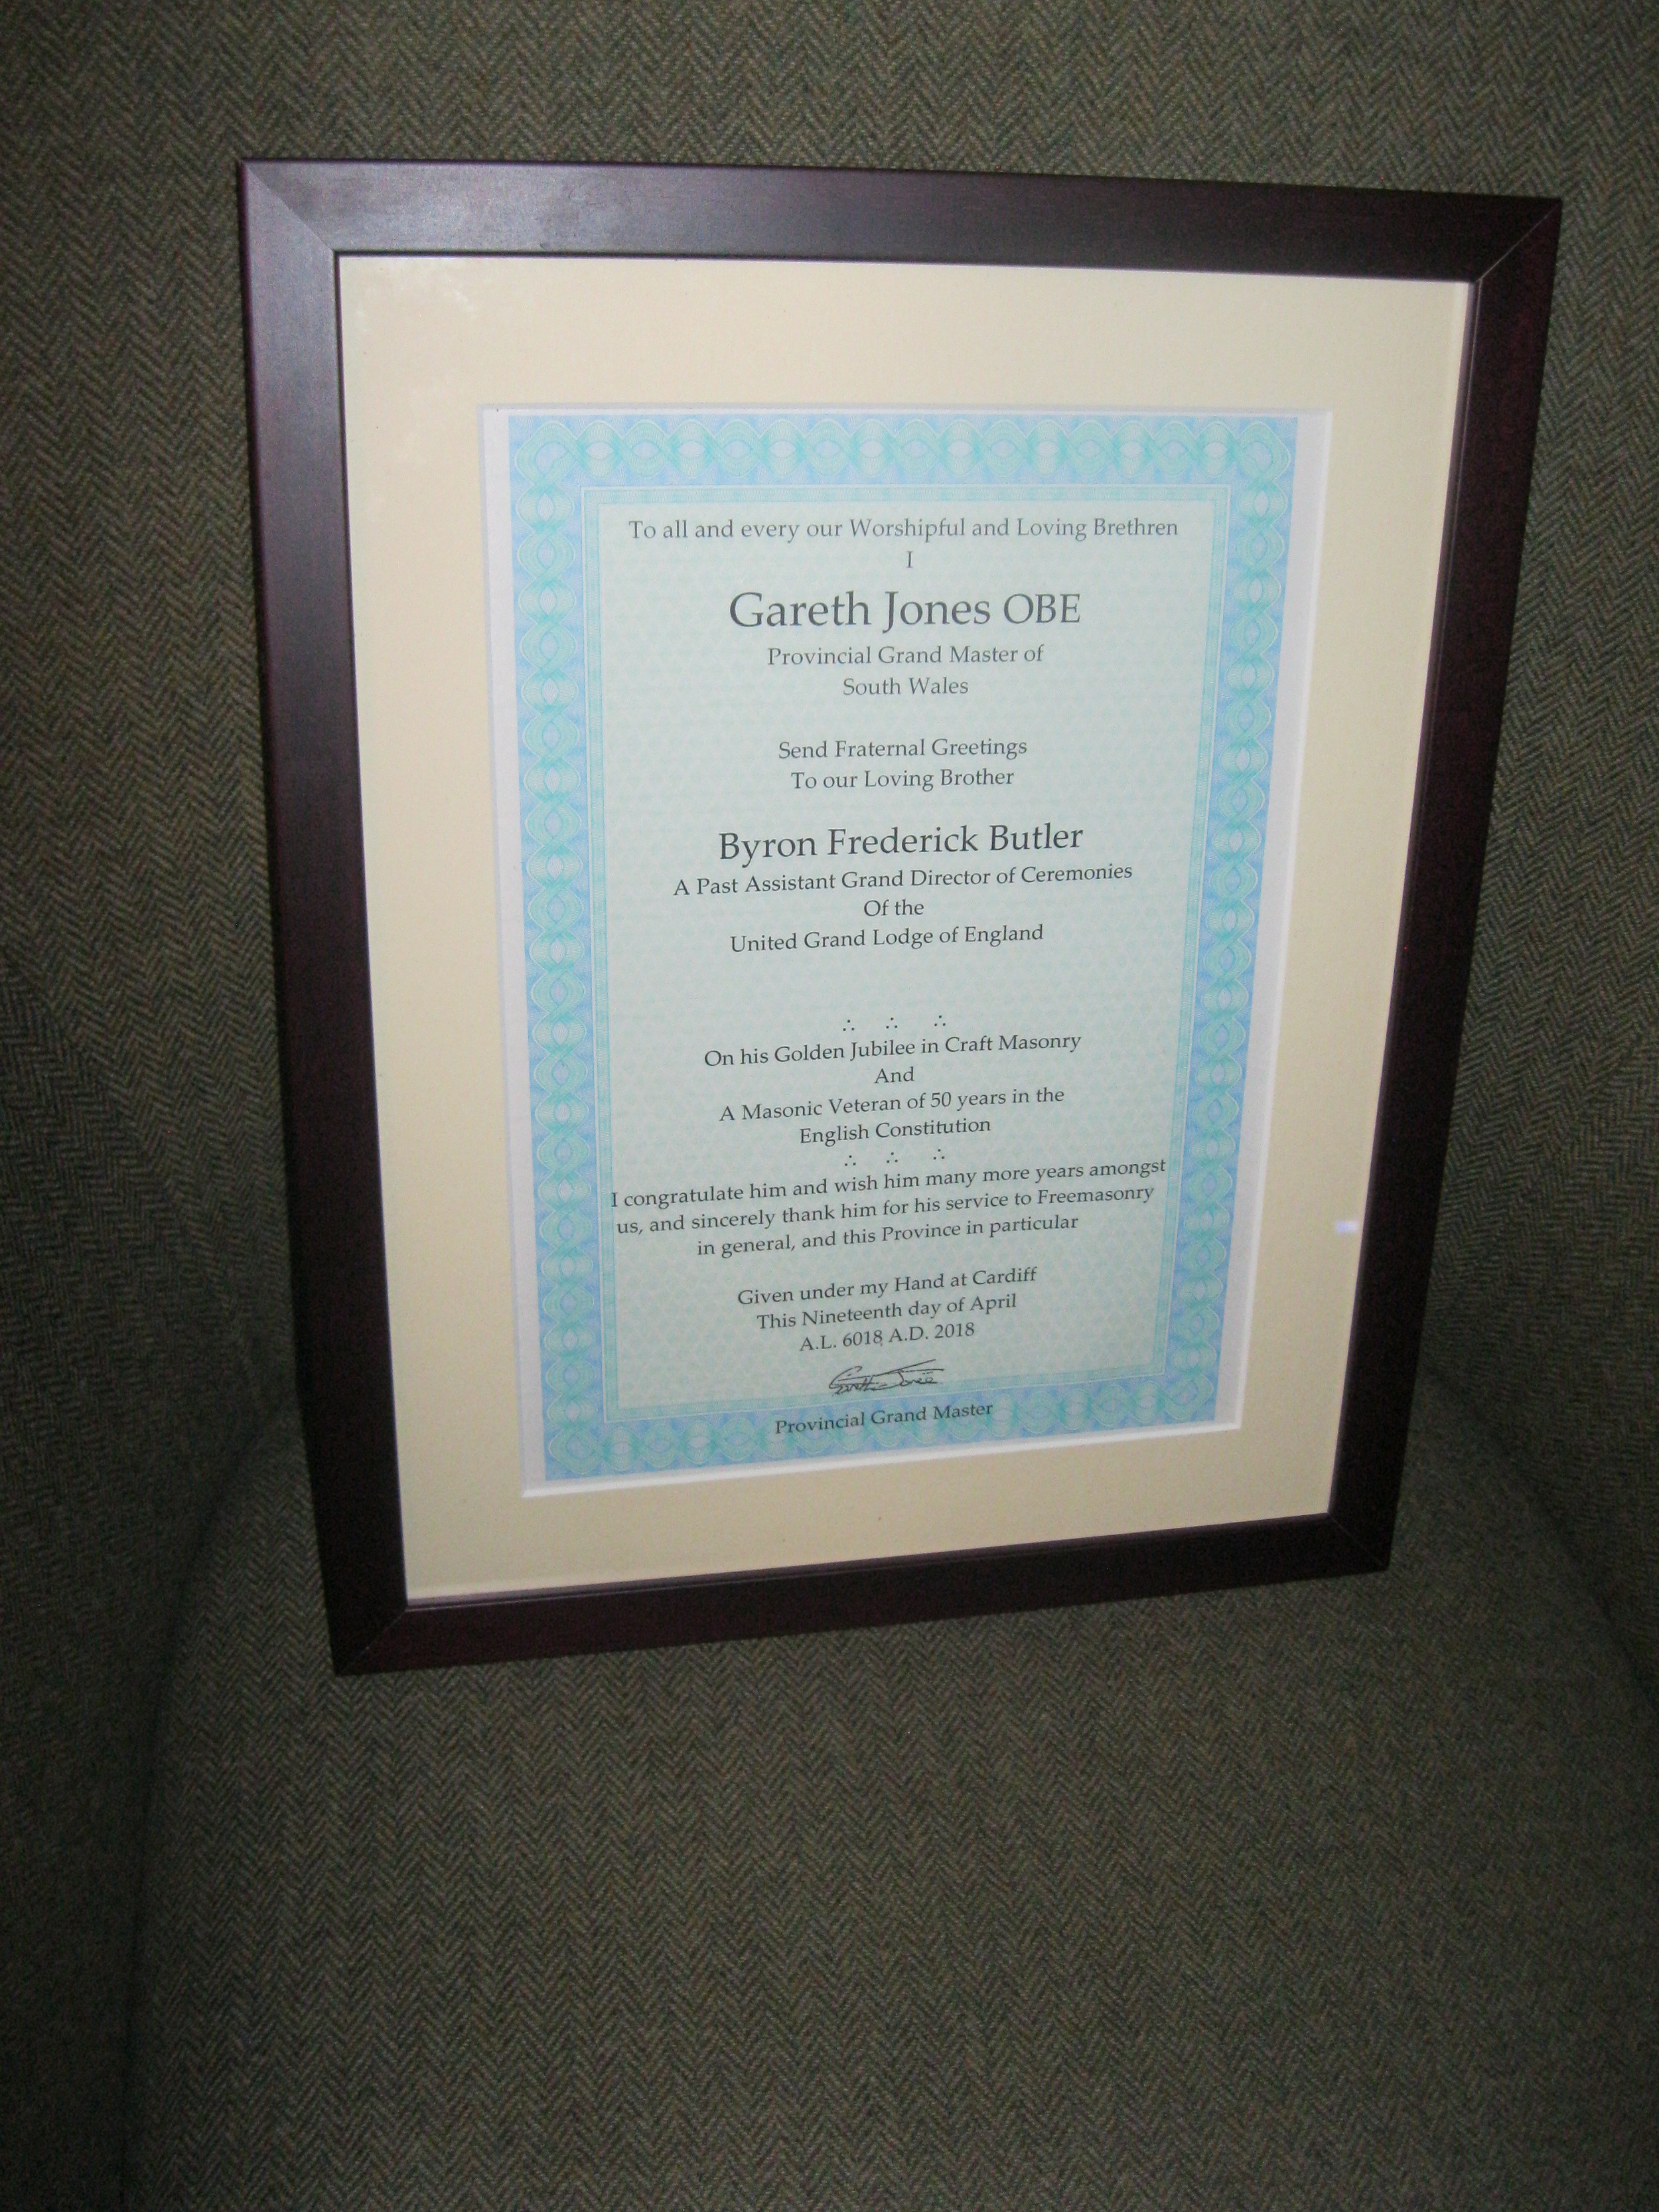 To all and every our Worshipful and Loving Brethren
I
Gareth Jones OBE
Provincial Grand Master of
South Wales
Send Fraternal Greetings
To our Loving Brother
Byron Frederick Butler
A Past Assistant Grand Director of Ceremonies
Of the
United Grand Lodge of England
∴ ∴ ∴
On his Golden Jubilee in Craft Masonry
And
A Masonic Veteran of 50 years in the
English Constitution
∴ ∴ ∴
I congratulate him and wish him many more years amongst
us, and sincerely thank him for his service to Freemasonry
in general, and this Province in particular
Given under my Hand at Cardiff
This Nineteenth day of April
A.L. 6018, A.D. 2018
Gareth Jones
Provincial Grand Master